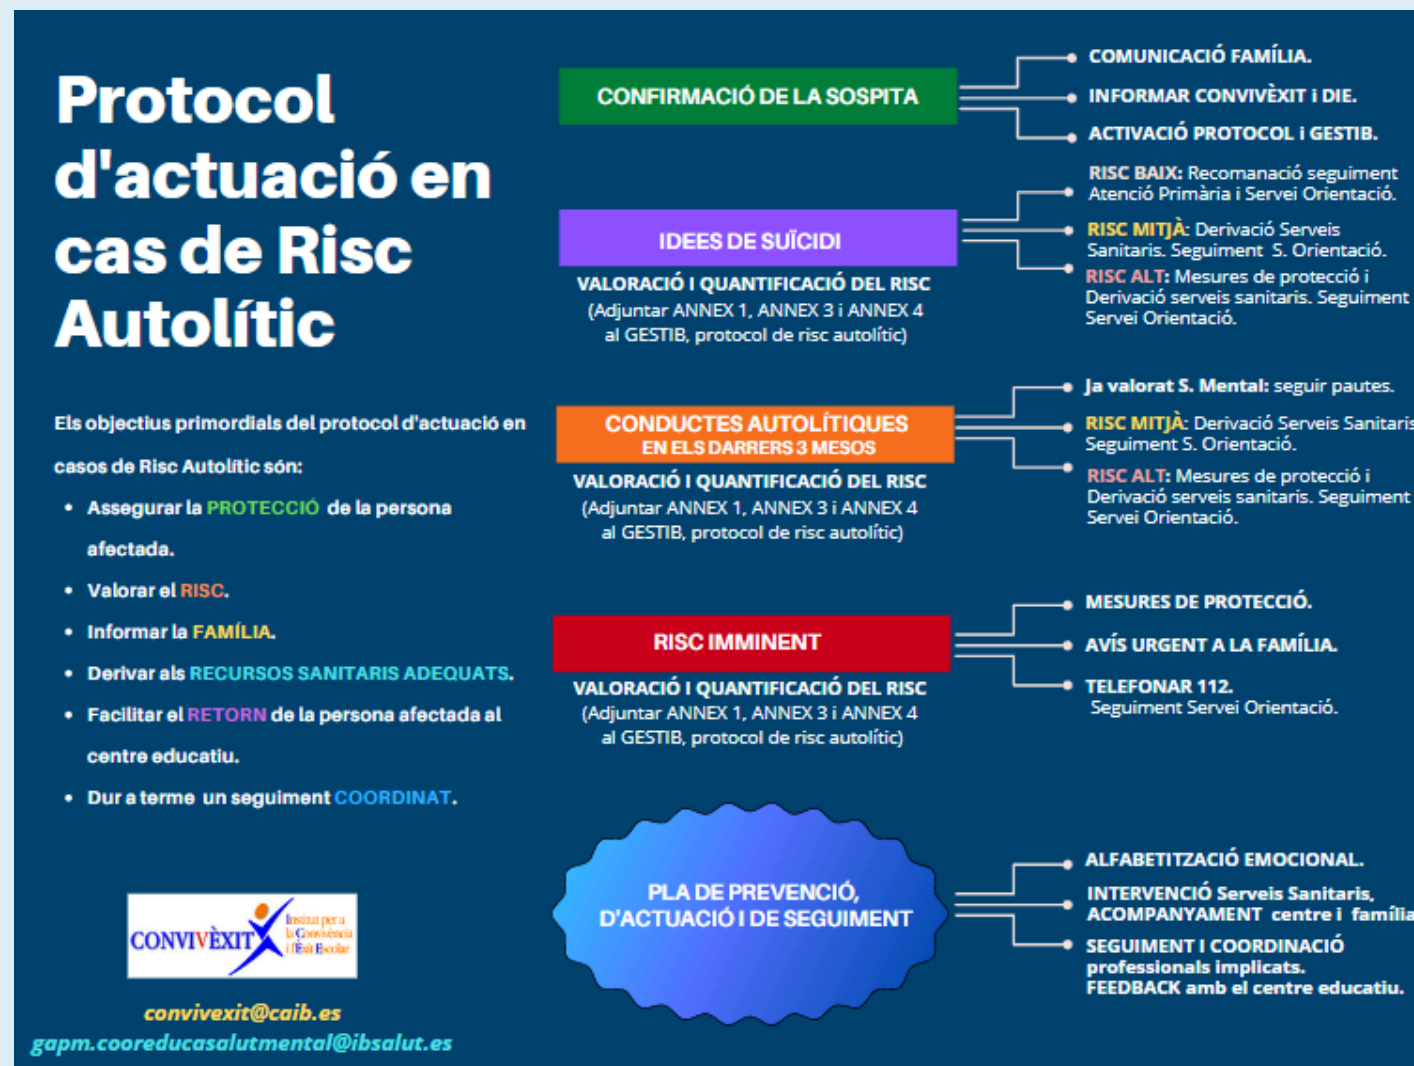 Protocol
d'actuació en
cas de Risc
Autolític
Els objectius primordials del protocol d'actuació en
casos de Risc Autolític són:
• Assegurar la PROTECCIÓ de la persona
afectada.
• Valorar el RISC.
• Informar la FAMÍLIA.
• Derivar als RECURSOS SANITARIS ADEQUATS.
• Facilitar el RETORN de la persona afectada al
centre educatiu.
• Dur a terme un seguiment COORDINAT.
CONVIVÈXIT
Institut per a
la Convivència
i l'Èxit Escolar
convivexit@caib.es
gapm.cooreducasalutmental@ibsalut.es
CONFIRMACIÓ DE LA SOSPITA
COMUNICACIÓ FAMÍLIA.
INFORMAR CONVIVÈXIT i DIE.
ACTIVACIÓ PROTOCOL i GESTIB.
IDEES DE SUÏCIDI
VALORACIÓ I QUANTIFICACIÓ DEL RISC
(Adjuntar ANNEX 1, ANNEX 3 i ANNEX 4
al GESTIB, protocol de risc autolític)
RISC BAIX: Recomanació seguiment
Atenció Primària i Servei Orientació.
RISC MITJÀ: Derivació Serveis
Sanitaris. Seguiment S. Orientació.
RISC ALT: Mesures de protecció i
Derivació serveis sanitaris. Seguiment
Servei Orientació.
CONDUCTES AUTOLÍTIQUES
EN ELS DARRERS 3 MESOS
VALORACIÓ I QUANTIFICACIÓ DEL RISC
(Adjuntar ANNEX 1, ANNEX 3 i ANNEX 4
al GESTIB, protocol de risc autolític)
Ja valorat S. Mental: seguir pautes.
RISC MITJÀ: Derivació Serveis Sanitaris
Seguiment S. Orientació.
RISC ALT: Mesures de protecció i
Derivació serveis sanitaris. Seguiment
Servei Orientació.
RISC IMMINENT
VALORACIÓ I QUANTIFICACIÓ DEL RISC
(Adjuntar ANNEX 1, ANNEX 3 i ANNEX 4
al GESTIB, protocol de risc autolític)
MESURES DE PROTECCIÓ.
AVÍS URGENT A LA FAMÍLIA.
TELEFONAR 112.
Seguiment Servei Orientació.
PLA DE PREVENCIÓ,
D'ACTUACIÓ I DE SEGUIMENT
ALFABETITZACIÓ EMOCIONAL.
INTERVENCIÓ Serveis Sanitaris,
ACOMPANYAMENT centre i família
SEGUIMENT I COORDINACIÓ
professionals implicats.
FEEDBACK amb el centre educatiu.